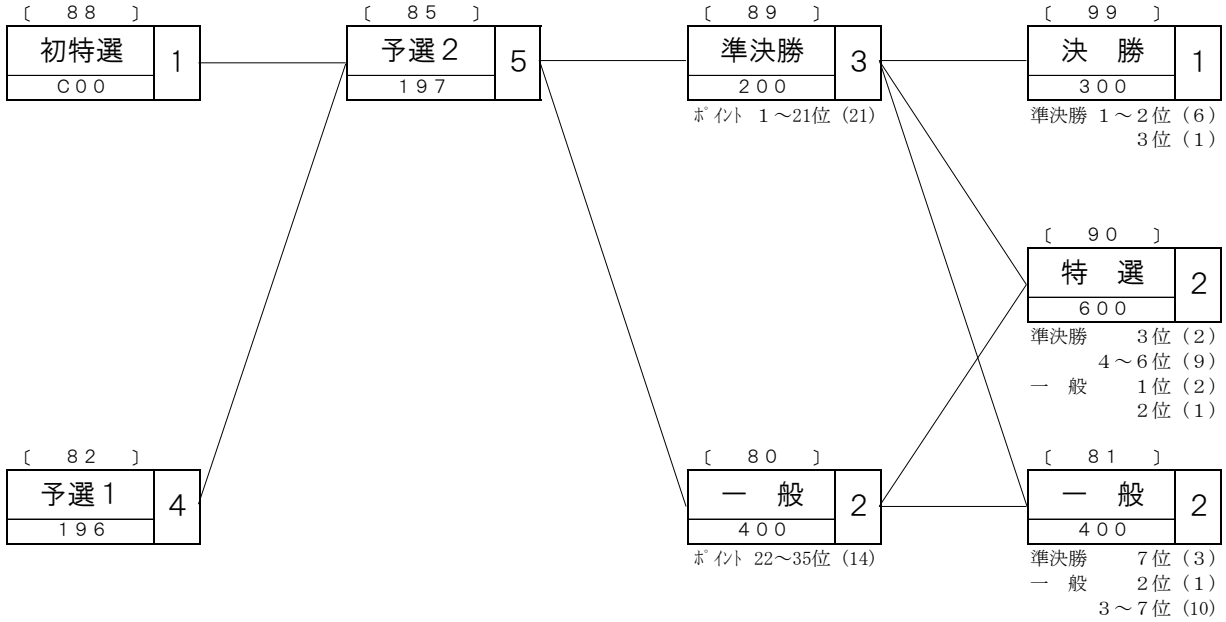 〔 88 〕
初特選 1
C00
〔 85 〕
予選2 5
197
〔 89 〕
準決勝 3
200
ﾎﾟｲﾝﾄ 1～21位 (21)
〔 99 〕
決 勝 1
300
準決勝 1～2位 (6)
3位 (1)
〔 90 〕
特 選 2
600
準決勝 3位 (2)
4～6位 (9)
一 般 1位 (2)
2位 (1)
〔 82 〕
予選1 4
196
〔 80 〕
一 般 2
400
ﾎﾟｲﾝﾄ 22～35位 (14)
〔 81 〕
一 般 2
400
準決勝 7位 (3)
一 般 2位 (1)
3～7位 (10)